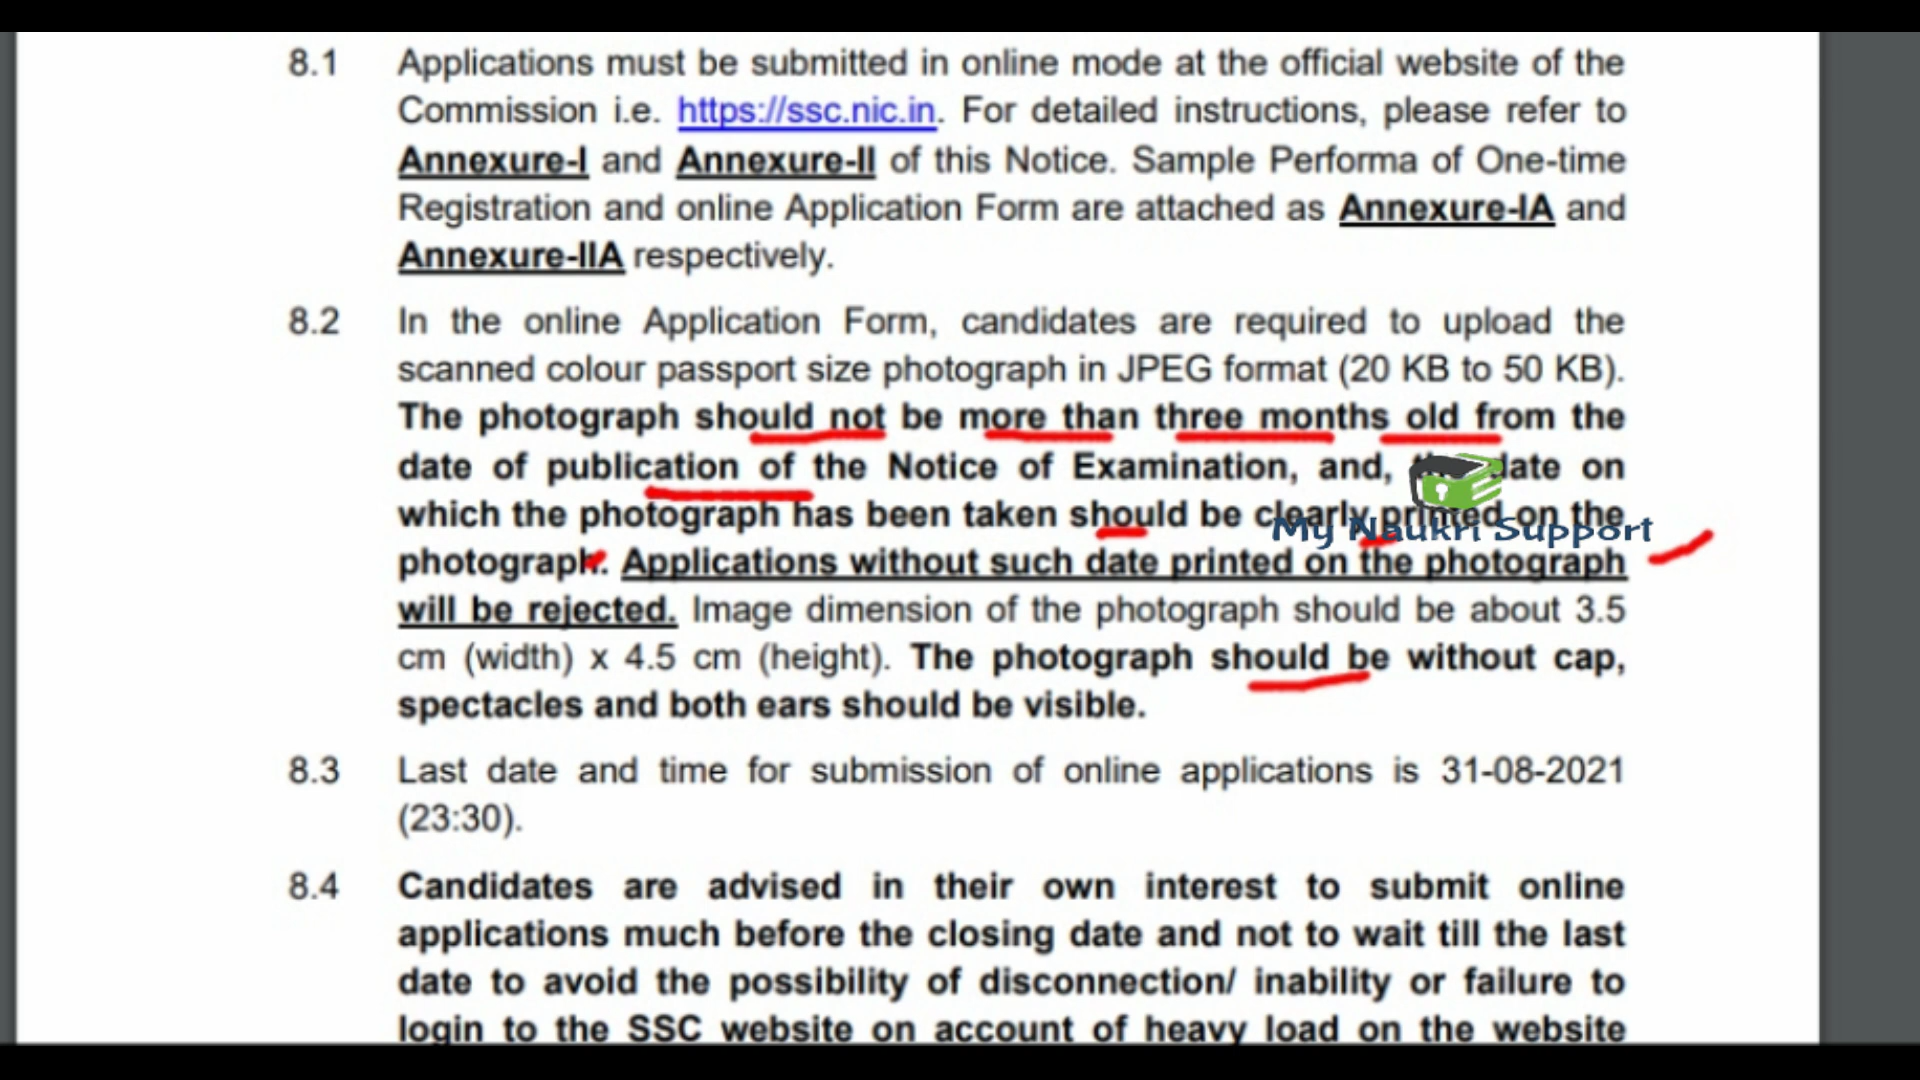 8.1 Applications must be submitted in online mode at the official website of the
Commission i.e. https://ssc.nic.in. For detailed instructions, please refer to
Annexure-I and Annexure-II of this Notice. Sample Performa of One-time
Registration and online Application Form are attached as Annexure-IA and
Annexure-IIA respectively.
8.2 In the online Application Form, candidates are required to upload the
scanned colour passport size photograph in JPEG format (20 KB to 50 KB).
The photograph should not be more than three months old from the
date of publication of the Notice of Examination, and, the date on
which the photograph has been taken should be clearly printed on the
My Naukri Support
photograph. Applications without such date printed on the photograph
will be rejected. Image dimension of the photograph should be about 3.5
cm (width) x 4.5 cm (height). The photograph should be without cap,
spectacles and both ears should be visible.
8.3 Last date and time for submission of online applications is 31-08-2021
(23:30).
8.4 Candidates are advised in their own interest to submit online
applications much before the closing date and not to wait till the last
date to avoid the possibility of disconnection/ inability or failure to
login to the SSC website on account of heavy load on the website